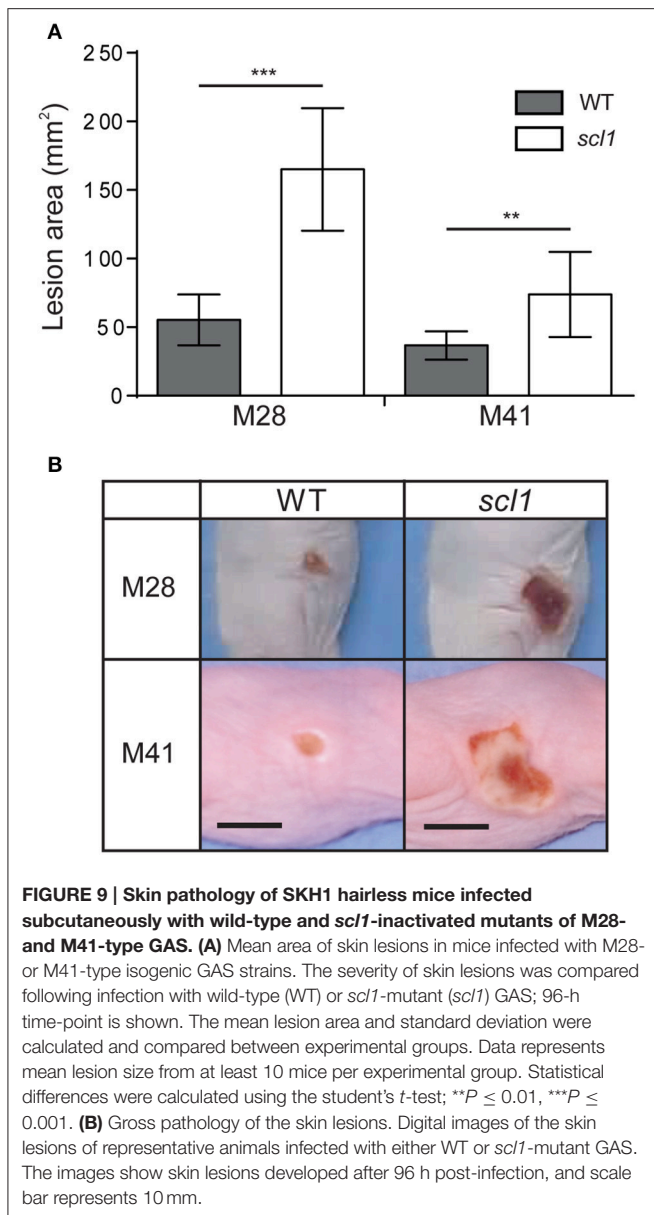 A
250
200
150
100
50
0
Lesion area (mm²)
***
**
WT
scl1
M28
M41
B
WT
scl1
M28
M41
FIGURE 9 | Skin pathology of SKH1 hairless mice infected
subcutaneously with wild-type and scl1-inactivated mutants of M28-
and M41-type GAS. (A) Mean area of skin lesions in mice infected with M28-
or M41-type isogenic GAS strains. The severity of skin lesions was compared
following infection with wild-type (WT) or scl1-mutant (scl1) GAS; 96-h
time-point is shown. The mean lesion area and standard deviation were
calculated and compared between experimental groups. Data represents
mean lesion size from at least 10 mice per experimental group. Statistical
differences were calculated using the student's t-test; **P ≤ 0.01, ***P ≤
0.001. (B) Gross pathology of the skin lesions. Digital images of the skin
lesions of representative animals infected with either WT or scl1-mutant GAS.
The images show skin lesions developed after 96 h post-infection, and scale
bar represents 10 mm.